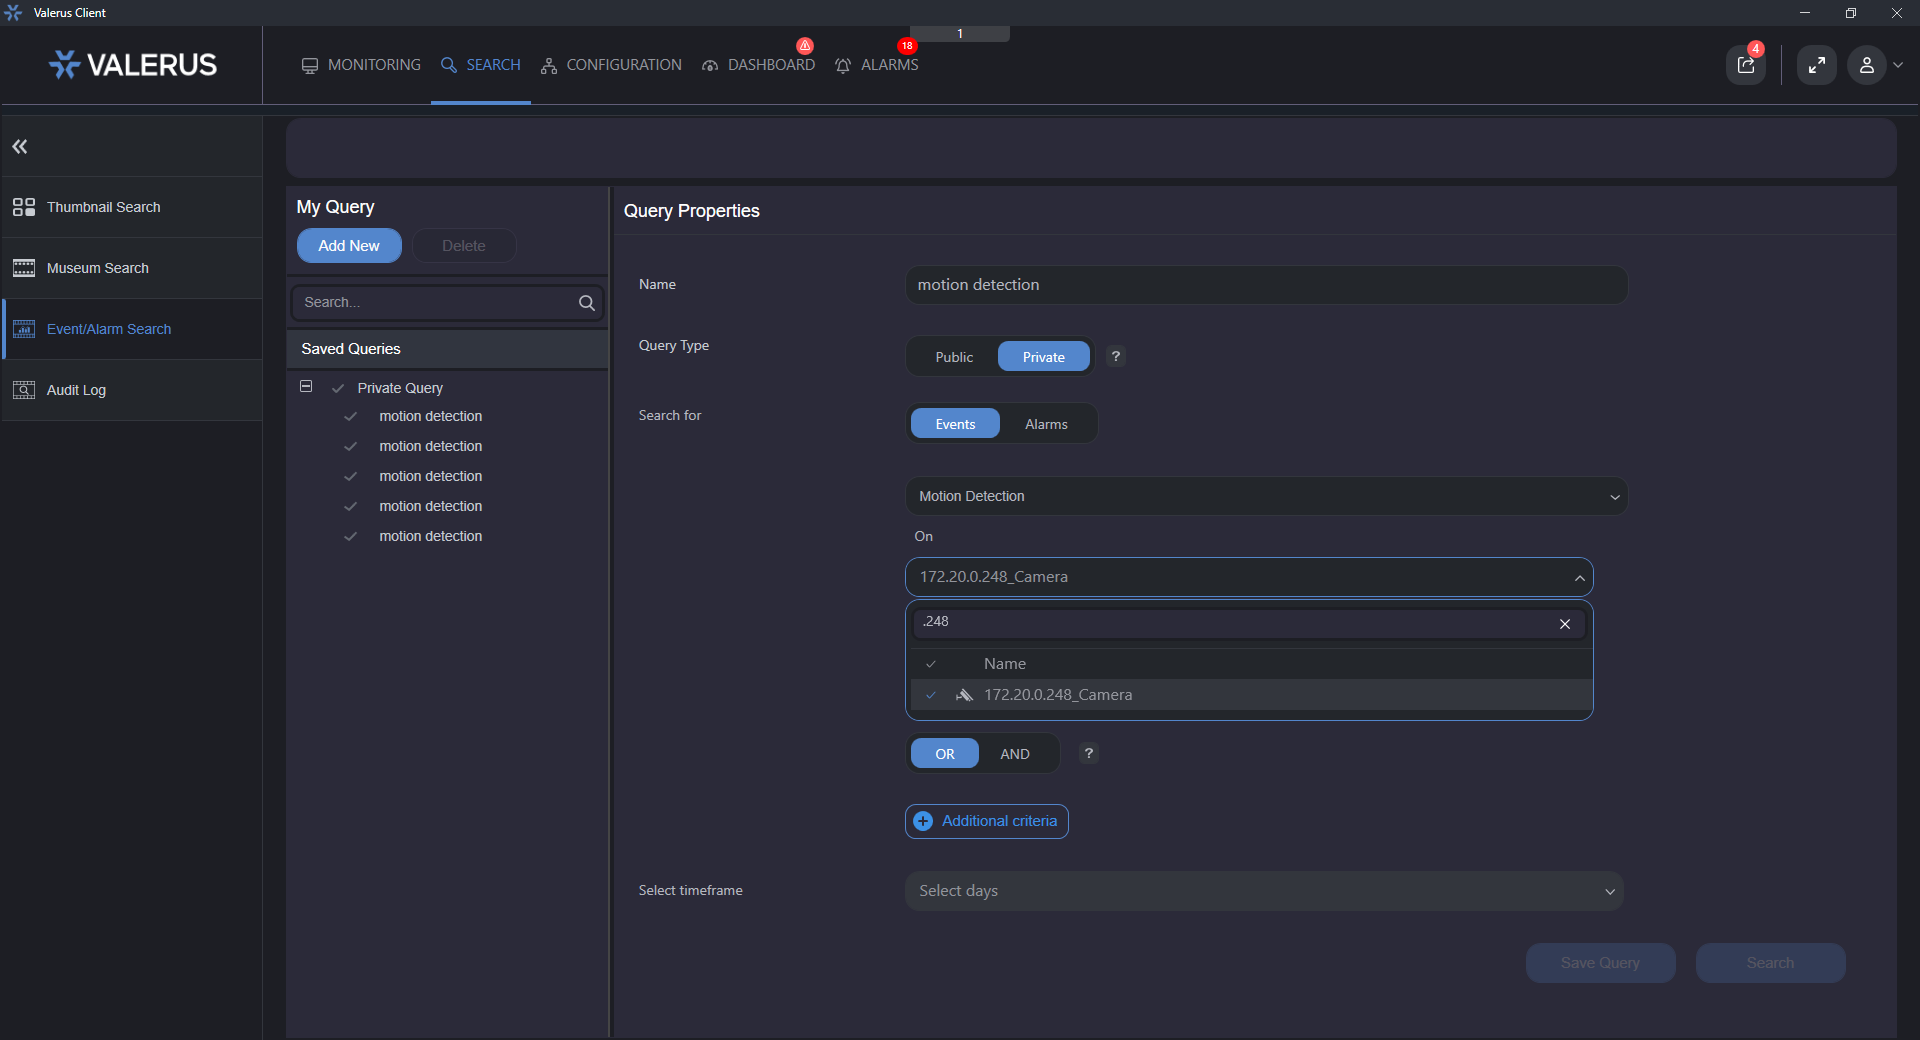 Valerus Client
1
VALERUS
MONITORING
SEARCH
CONFIGURATION
DASHBOARD
18
ALARMS
4
Thumbnail Search
Museum Search
Event/Alarm Search
Audit Log
My Query
Add New
Delete
Search...
Saved Queries
Private Query
motion detection
motion detection
motion detection
motion detection
motion detection
Query Properties
Name
motion detection
Query Type
Public
Private
?
Search for
Events
Alarms
Motion Detection
On
172.20.0.248_Camera
.248
Name
172.20.0.248_Camera
OR
AND
?
Additional criteria
Select timeframe
Select days
Save Query
Search